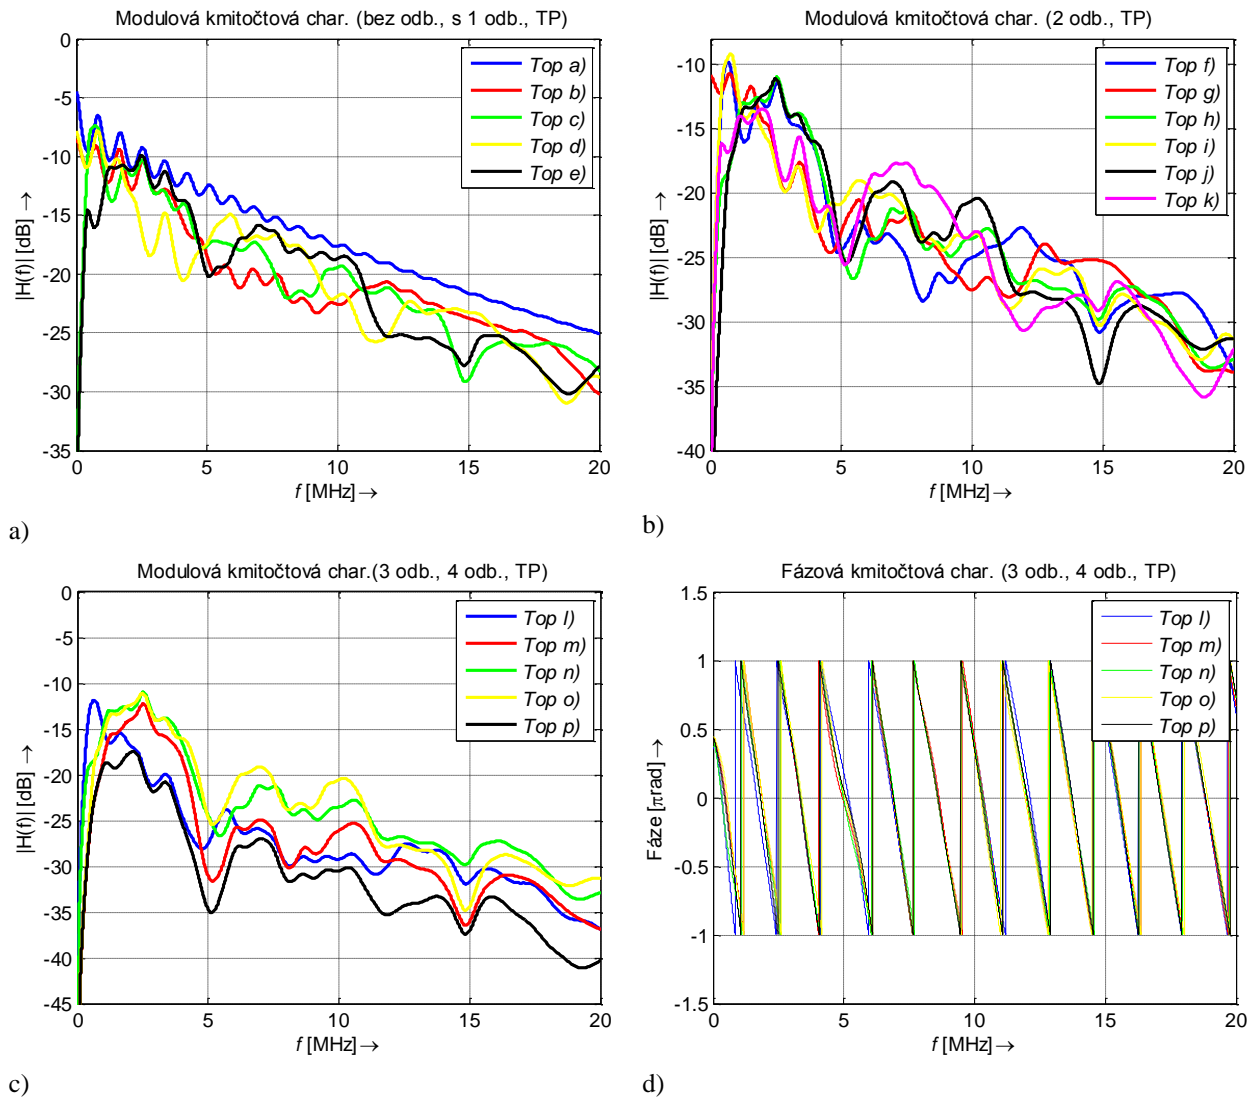 Modulová kmitočtová char. (bez odb., s 1 odb., TP)
0
-5
-10
-15
-20
-25
-30
-35
0
5
10
15
20
|H(f)| [dB] →
f [MHz] →
Top a)
Top b)
Top c)
Top d)
Top e)
a)
Modulová kmitočtová char. (2 odb., TP)
-10
-15
-20
-25
-30
-35
-40
0
5
10
15
20
|H(f)| [dB] →
f [MHz] →
Top f)
Top g)
Top h)
Top i)
Top j)
Top k)
b)
Modulová kmitočtová char.(3 odb., 4 odb., TP)
0
-5
-10
-15
-20
-25
-30
-35
-40
-45
0
5
10
15
20
|H(f)| [dB] →
f [MHz] →
Top l)
Top m)
Top n)
Top o)
Top p)
c)
Fázová kmitočtová char. (3 odb., 4 odb., TP)
1.5
1
0.5
0
-0.5
-1
-1.5
0
5
10
15
20
Fáze [πrad] →
f [MHz] →
Top l)
Top m)
Top n)
Top o)
Top p)
d)